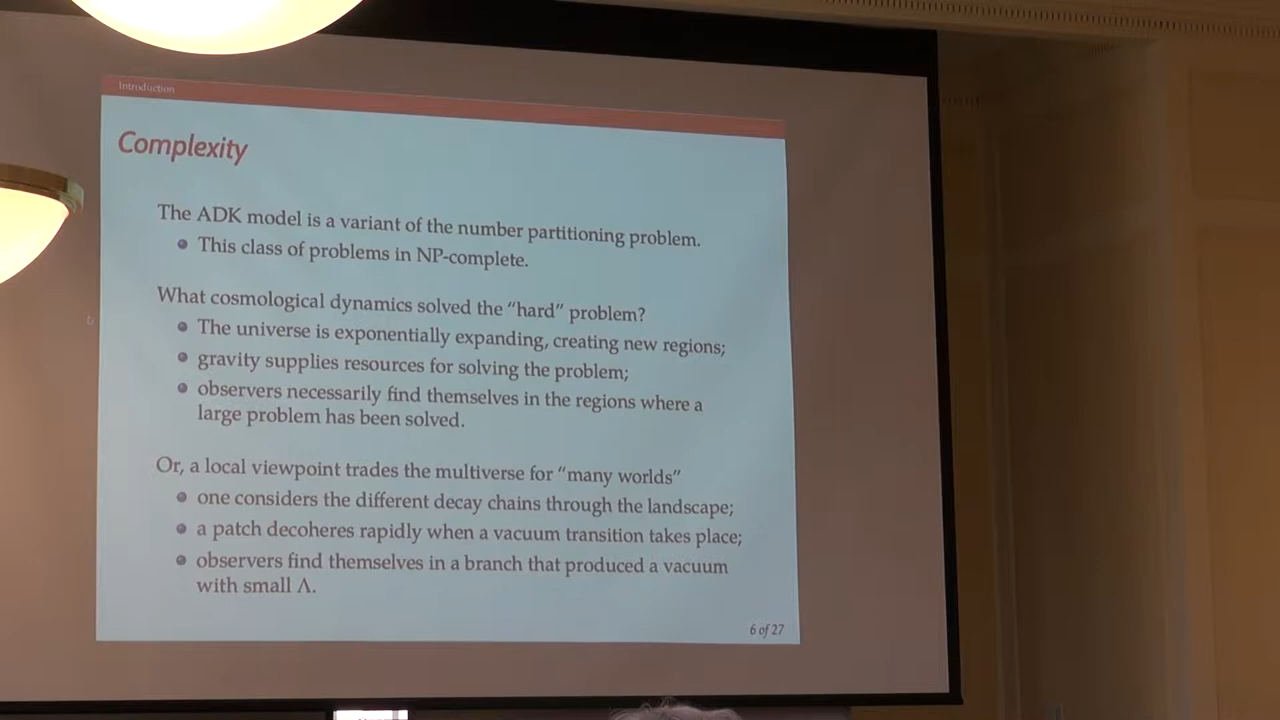 Introduction
Complexity
The ADK model is a variant of the number partitioning problem.
This class of problems in NP-complete.
What cosmological dynamics solved the “hard” problem?
The universe is exponentially expanding, creating new regions;
gravity supplies resources for solving the problem;
observers necessarily find themselves in the regions where a
large problem has been solved.
Or, a local viewpoint trades the multiverse for “many worlds”
one considers the different decay chains through the landscape;
a patch decoheres rapidly when a vacuum transition takes place;
observers find themselves in a branch that produced a vacuum
with small Λ.
6 of 27